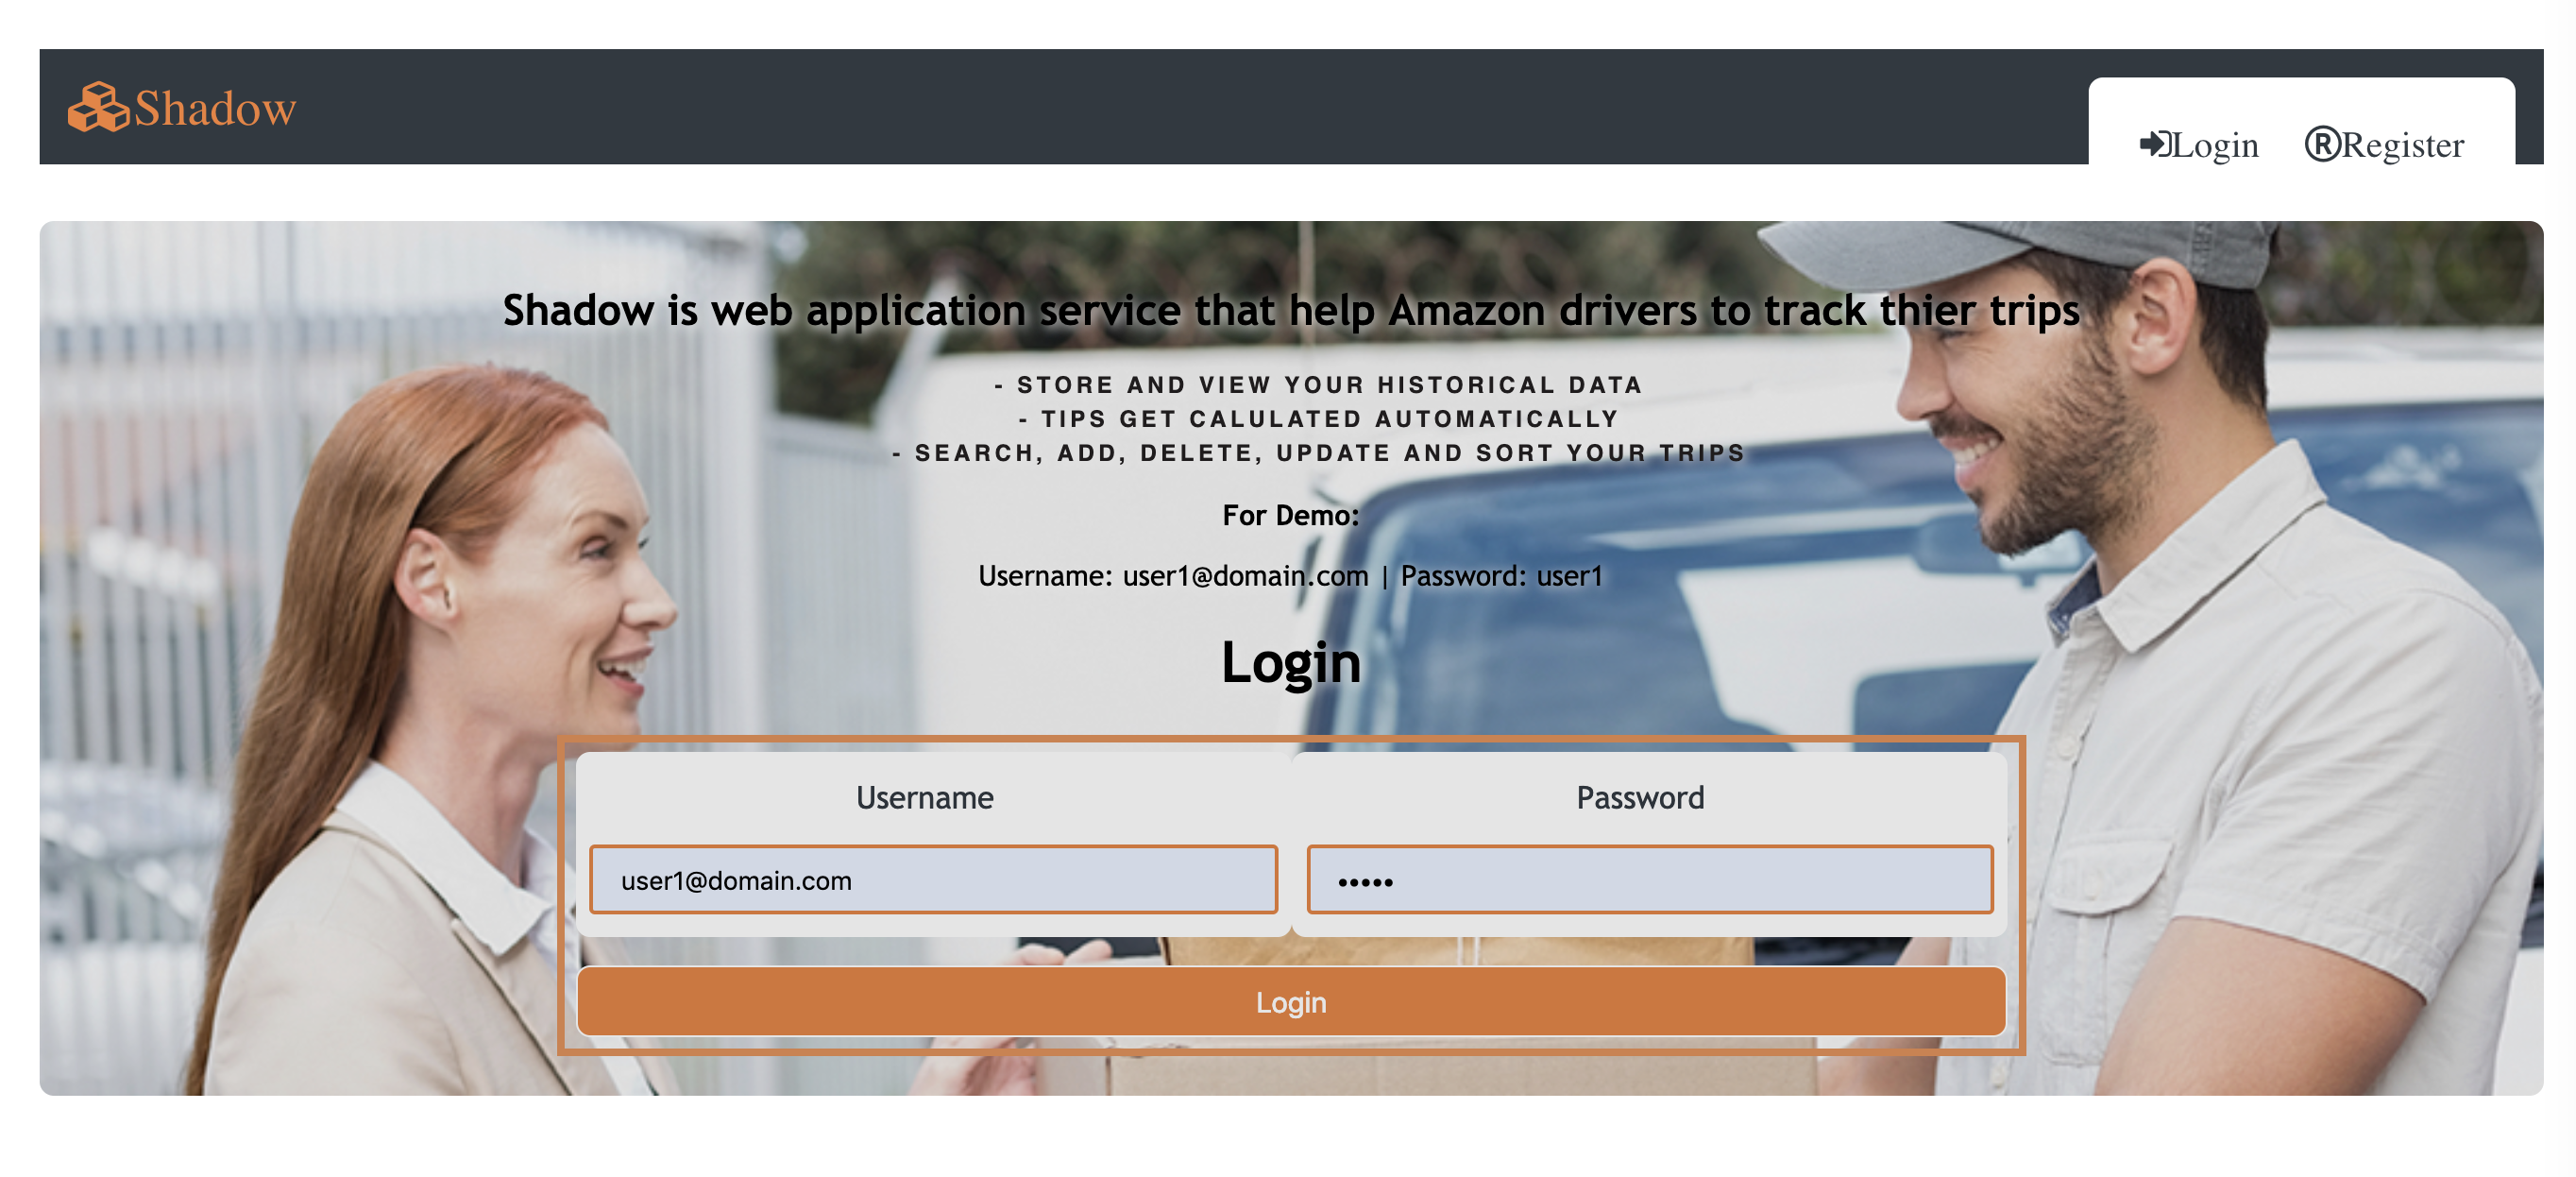 Shadow
Login Register
Shadow is web application service that help Amazon drivers to track thier trips
- STORE AND VIEW YOUR HISTORICAL DATA
- TIPS GET CALULATED AUTOMATICALLY
- SEARCH, ADD, DELETE, UPDATE AND SORT YOUR TRIPS
For Demo:
Username: user1@domain.com | Password: user1
Login
Username Password
user1@domain.com •••••
Login